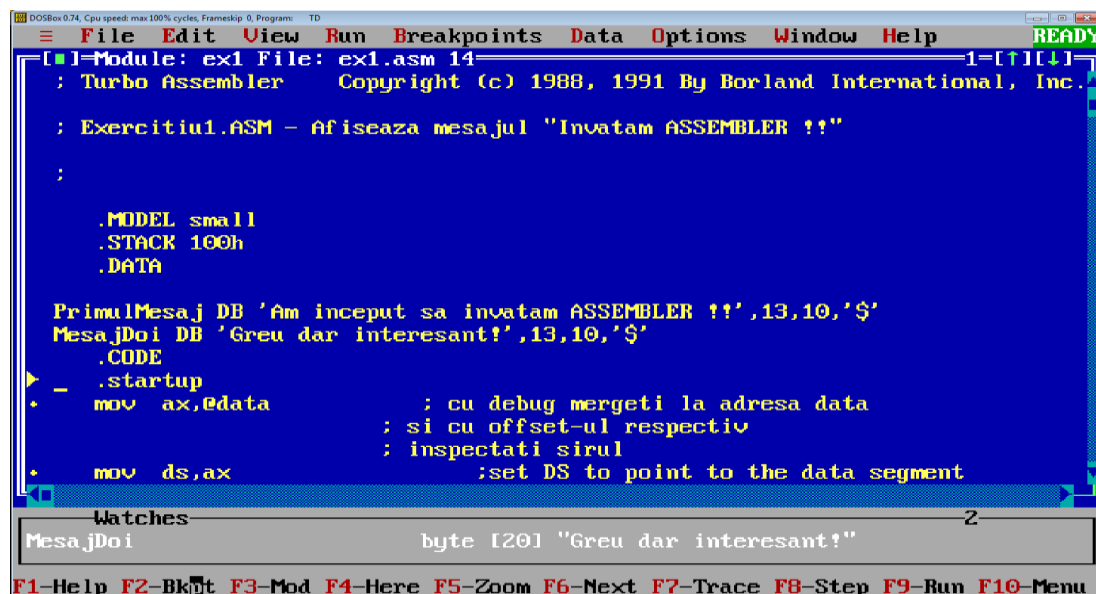 DOSBox 0.74, Cpu speed: max 100% cycles, Frameskip 0, Program: TD
≡ File Edit View Run Breakpoints Data Options Window Help READY
[■]=Module: ex1 File: ex1.asm 14 1=[↑][↓]
; Turbo Assembler Copyright (c) 1988, 1991 By Borland International, Inc.
; Exercitiu1.ASM - Afiseaza mesajul "Invatam ASSEMBLER !!"
;
.MODEL small
.STACK 100h
.DATA
PrimulMesaj DB 'Am inceput sa invatam ASSEMBLER !!',13,10,'$'
MesajDoi DB 'Greu dar interesant!',13,10,'$'
.CODE
.startup
mov ax,@data ; cu debug mergeti la adresa data
; si cu offset-ul respectiv
; inspectati sirul
mov ds,ax ;set DS to point to the data segment
Watches 2
MesajDoi byte [20] "Greu dar interesant!"
F1-Help F2-Bkpt F3-Mod F4-Here F5-Zoom F6-Next F7-Trace F8-Step F9-Run F10-Menu